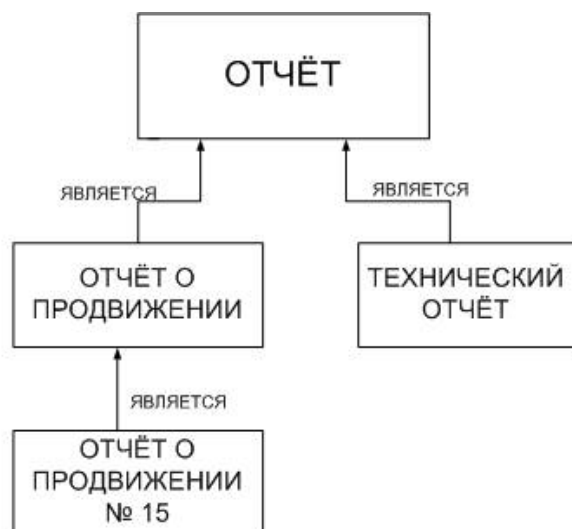 ОТЧЁТ
ЯВЛЯЕТСЯ
ЯВЛЯЕТСЯ
ОТЧЁТ О
ПРОДВИЖЕНИИ
ТЕХНИЧЕСКИЙ
ОТЧЁТ
ЯВЛЯЕТСЯ
ОТЧЁТ О
ПРОДВИЖЕНИИ
№ 15